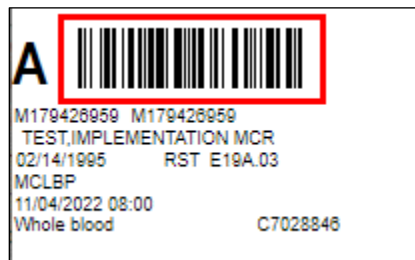 A
M179426959 M179426959
TEST,IMPLEMENTATION MCR
02/14/1995 RST E19A.03
MCLBP
11/04/2022 08:00
Whole blood C7028846